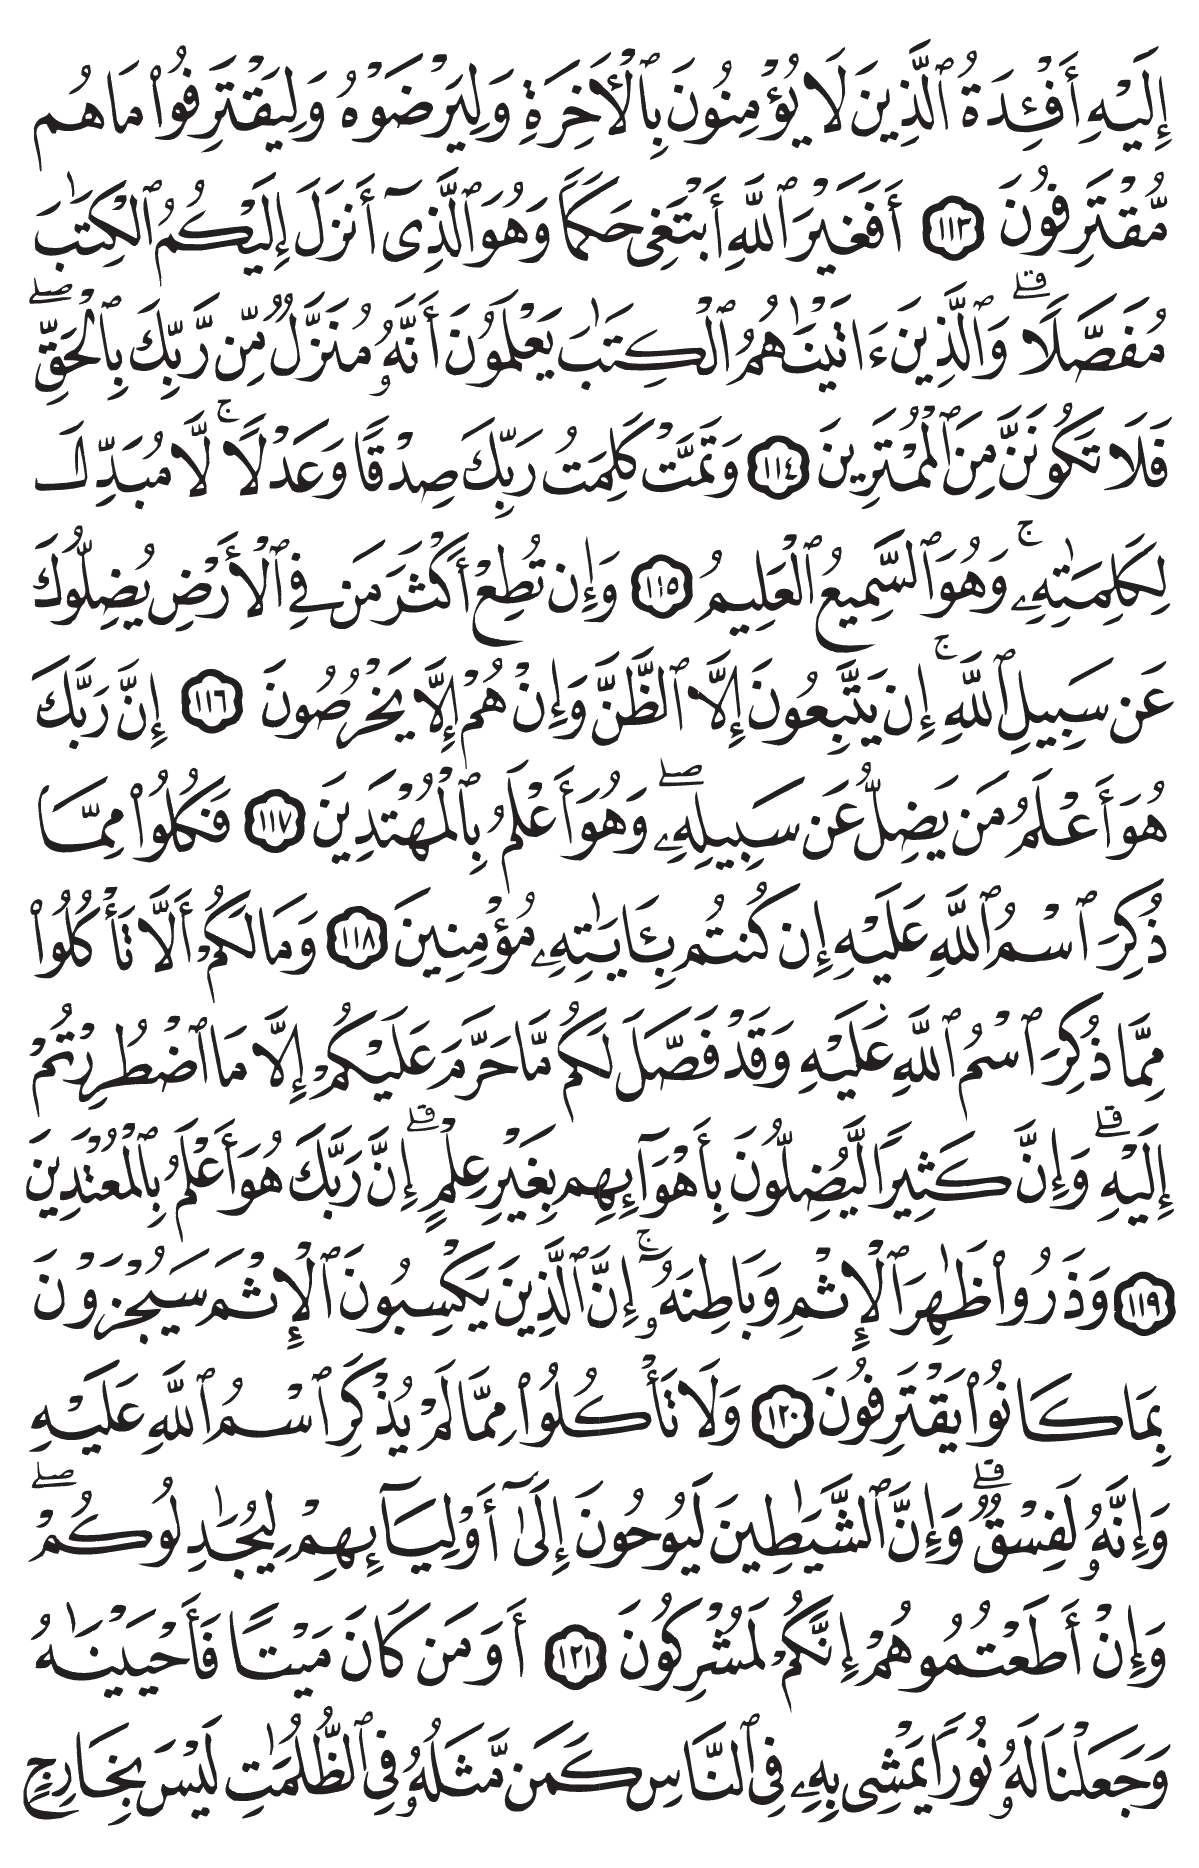 إِلَيْهِ أَفْـِٔدَةُ ٱلَّذِينَ لَا يُؤْمِنُونَ بِٱلْأَخِرَةِ وَلِيَرْضَوْهُ وَلِيَقْتَرِفُوا۟ مَا هُم
مُّقْتَرِفُونَ ١١٣ أَفَغَيْرَ ٱللَّهِ أَبْتَغِى حَكَمًا وَهُوَ ٱلَّذِىٓ أَنزَلَ إِلَيْكُمُ ٱلْكِتَٰبَ
مُفَصَّلًا ۗ وَٱلَّذِينَ ءَاتَيْنَٰهُمُ ٱلْكِتَٰبَ يَعْلَمُونَ أَنَّهُۥ مُنَزَّلٌ مِّن رَّبِّكَ بِٱلْحَقِّ ۖ
فَلَا تَكُونَنَّ مِنَ ٱلْمُمْتَرِينَ ١١٤ وَتَمَّتْ كَلِمَتُ رَبِّكَ صِدْقًا وَعَدْلًا ۚ لَّا مُبَدِّلَ
لِكَلِمَٰتِهِۦ ۚ وَهُوَ ٱلسَّمِيعُ ٱلْعَلِيمُ ١١٥ وَإِن تُطِعْ أَكْثَرَ مَن فِى ٱلْأَرْضِ يُضِلُّوكَ
عَن سَبِيلِ ٱللَّهِ ۚ إِن يَتَّبِعُونَ إِلَّا ٱلظَّنَّ وَإِنْ هُمْ إِلَّا يَخْرُصُونَ ١١٦ إِنَّ رَبَّكَ
هُوَ أَعْلَمُ مَن يَضِلُّ عَن سَبِيلِهِۦ ۖ وَهُوَ أَعْلَمُ بِٱلْمُهْتَدِينَ ١١٧ فَكُلُوا۟ مِمَّا
ذُكِرَ ٱسْمُ ٱللَّهِ عَلَيْهِ إِن كُنتُم بِـَٔايَٰتِهِۦ مُؤْمِنِينَ ١١٨ وَمَا لَكُمْ أَلَّا تَأْكُلُوا۟
مِمَّا ذُكِرَ ٱسْمُ ٱللَّهِ عَلَيْهِ وَقَدْ فَصَّلَ لَكُم مَّا حَرَّمَ عَلَيْكُمْ إِلَّا مَا ٱضْطُرِرْتُمْ
إِلَيْهِ ۗ وَإِنَّ كَثِيرًا لَّيُضِلُّونَ بِأَهْوَآئِهِم بِغَيْرِ عِلْمٍ ۗ إِنَّ رَبَّكَ هُوَ أَعْلَمُ بِٱلْمُعْتَدِينَ
١١٩ وَذَرُوا۟ ظَٰهِرَ ٱلْإِثْمِ وَبَاطِنَهُۥٓ ۚ إِنَّ ٱلَّذِينَ يَكْسِبُونَ ٱلْإِثْمَ سَيُجْزَوْنَ
بِمَا كَانُوا۟ يَقْتَرِفُونَ ١٢٠ وَلَا تَأْكُلُوا۟ مِمَّا لَمْ يُذْكَرِ ٱسْمُ ٱللَّهِ عَلَيْهِ
وَإِنَّهُۥ لَفِسْقٌ ۗ وَإِنَّ ٱلشَّيَٰطِينَ لَيُوحُونَ إِلَىٰٓ أَوْلِيَآئِهِمْ لِيُجَٰدِلُوكُمْ ۖ
وَإِنْ أَطَعْتُمُوهُمْ إِنَّكُمْ لَمُشْرِكُونَ ١٢١ أَوَمَن كَانَ مَيْتًا فَأَحْيَيْنَٰهُ
وَجَعَلْنَا لَهُۥ نُورًا يَمْشِى بِهِۦ فِى ٱلنَّاسِ كَمَن مَّثَلُهُۥ فِى ٱلظُّلُمَٰتِ لَيْسَ بِخَارِجٍ